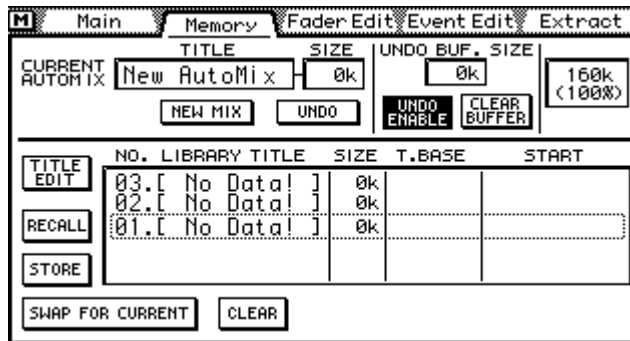 M Main Memory Fader Edit Event Edit Extract
TITLE SIZE UNDO BUF. SIZE
CURRENT AUTOMIX New AutoMix 0k 0k 160k (100%)
NEW MIX UNDO UNDO ENABLE CLEAR BUFFER
NO. LIBRARY TITLE SIZE T.BASE START
TITLE EDIT
03.[ No Data! ] 0k
02.[ No Data! ] 0k
RECALL 01.[ No Data! ] 0k
STORE
SWAP FOR CURRENT CLEAR